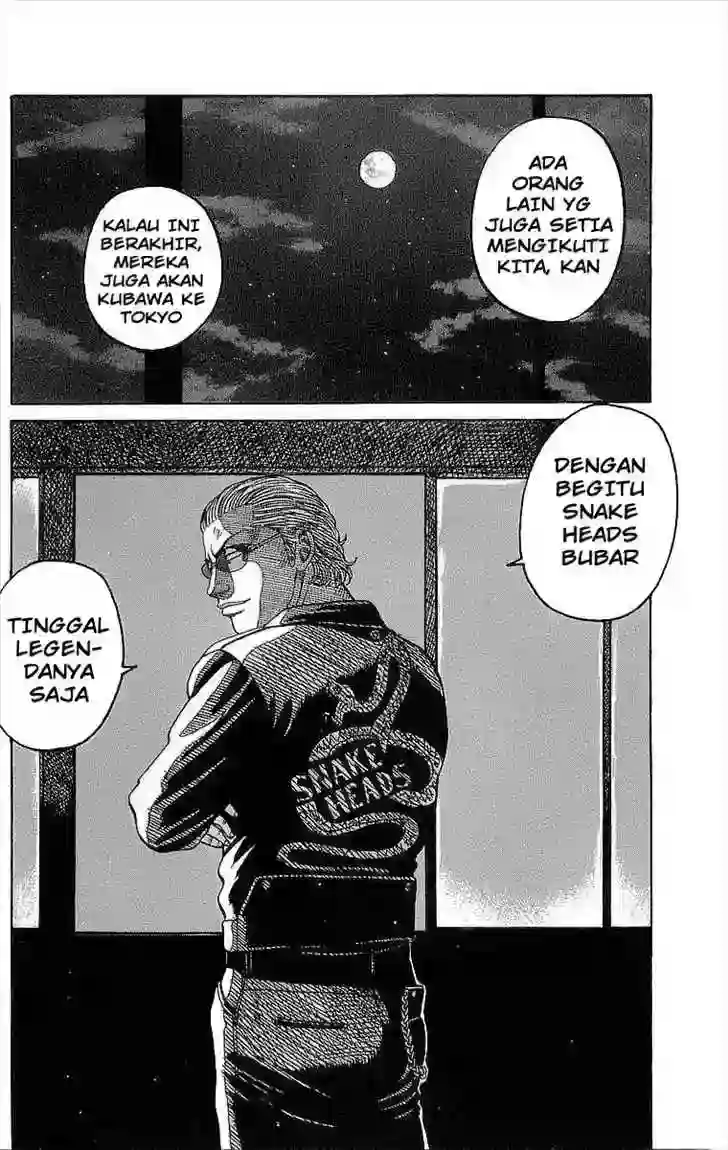 ADA
ORANG
LAIN YG
JUGA SETIA
MENGIKUTI
KITA, KAN
KALAU INI
BERAKHIR,
MEREKA
JUGA AKAN
KUBAWA KE
TOKYO
DENGAN
BEGITU
SNAKE
HEADS
BUBAR
TINGGAL
LEGEN-
DANYA
SAJA
SNAKE
HEADS